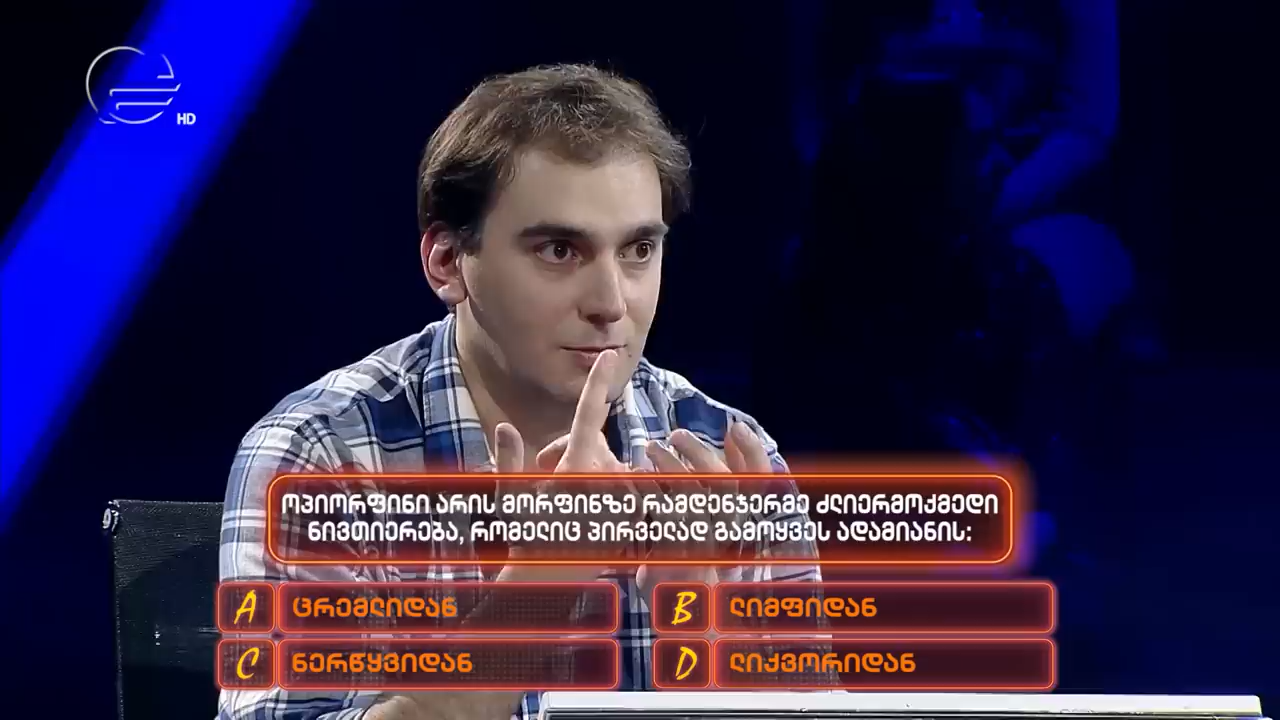 HD
ოპიორფინი არის მორფინზე რამდენჯერმე ძლიერმოქმედი
ნივთიერება, რომელიც პირველად გამოყვეს ადამიანის:
A ცრემლიდან
B ლიმფიდან
C ნერწყვიდან
D ლიქვორიდან